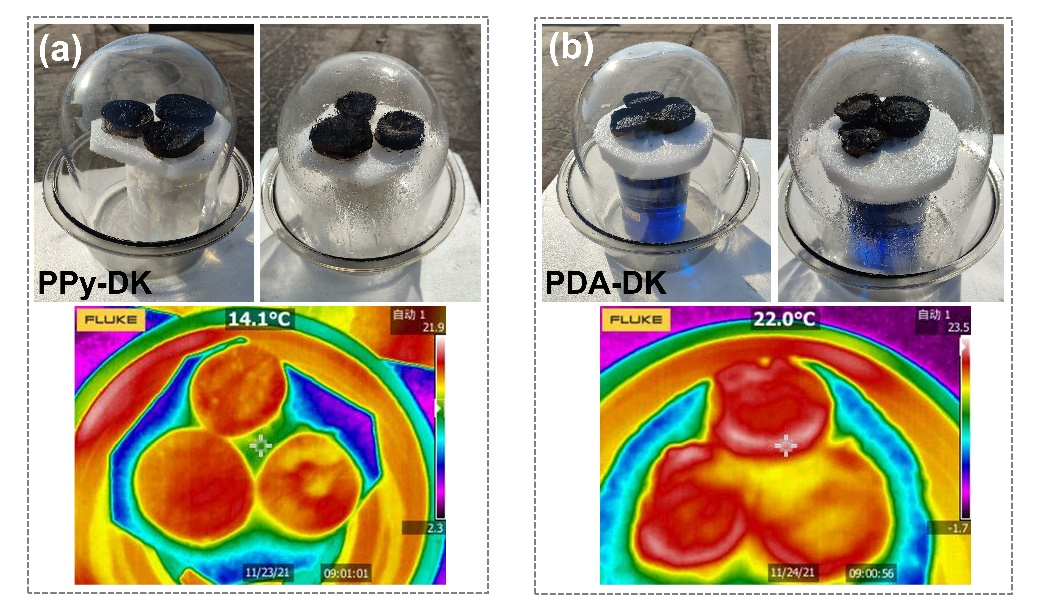 (a)
PPy-DK
FLUKE
14.1°C
自动 1
21.9
2.3
11/23/21
09:01:01
(b)
PDA-DK
FLUKE
22.0°C
自动 1
23.5
-1.7
11/24/21
09:00:56